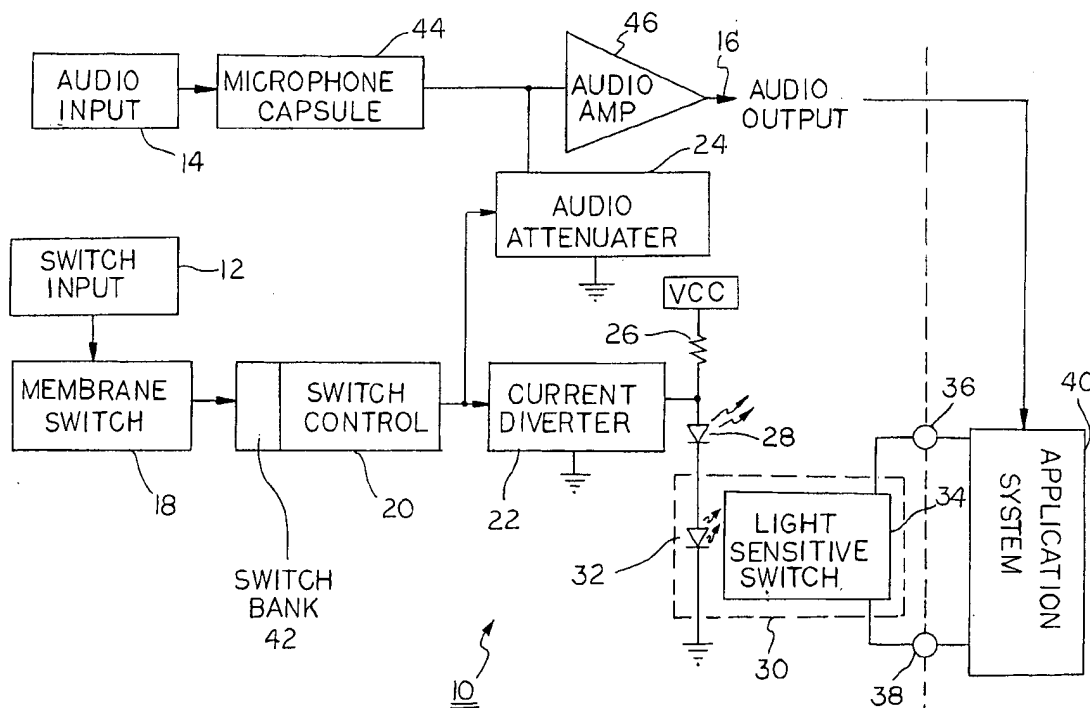 44
46
16
AUDIO
INPUT
MICROPHONE
CAPSULE
AUDIO
AMP
AUDIO
OUTPUT
14
24
AUDIO
ATTENUATER
SWITCH
INPUT
12
VCC
26
MEMBRANE
SWITCH
SWITCH
CONTROL
CURRENT
DIVERTER
28
36
40
18
20
22
34
LIGHT
SENSITIVE
SWITCH
32
APPLICATION
SYSTEM
SWITCH
BANK
42
30
38
10